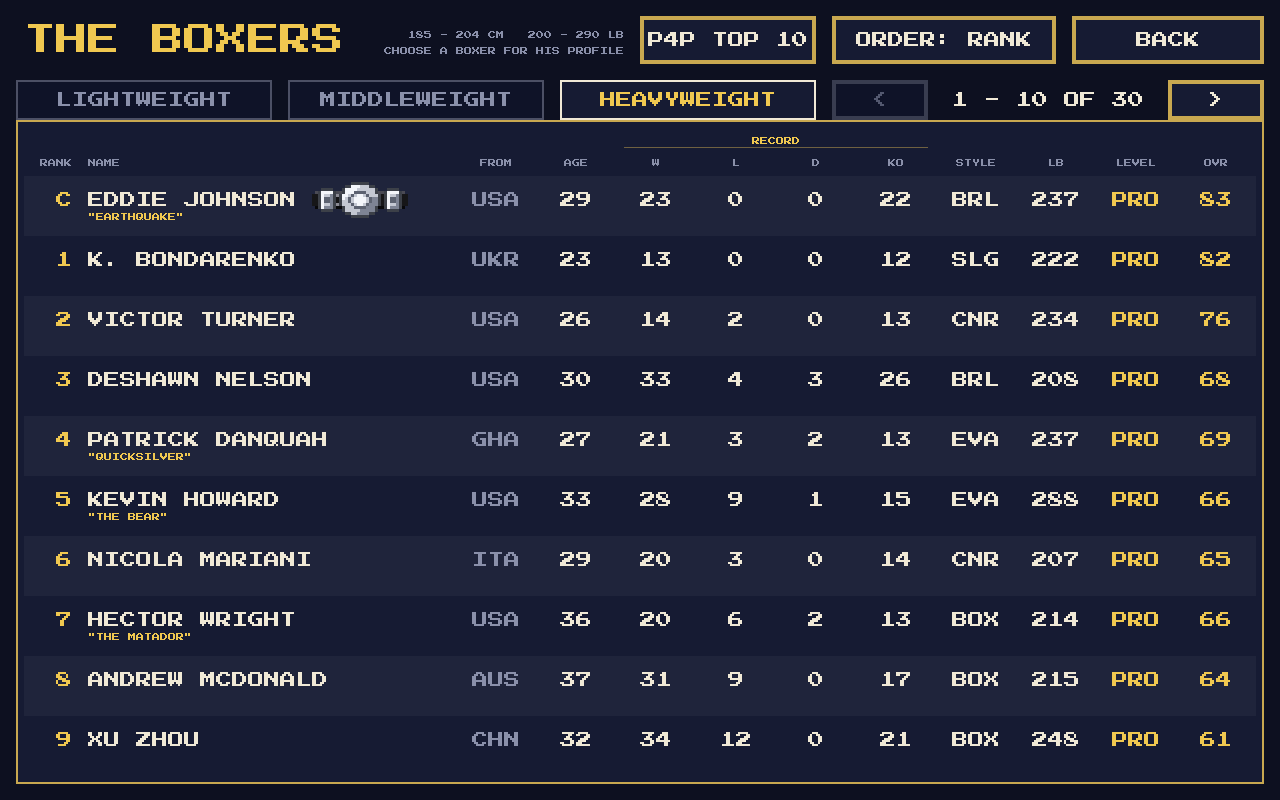 THE BOXERS
185 - 204 CM 200 - 290 LB
CHOOSE A BOXER FOR HIS PROFILE
P4P TOP 10
ORDER: RANK
BACK
LIGHTWEIGHT
MIDDLEWEIGHT
HEAVYWEIGHT
<
1 - 10 OF 30
>
RECORD
RANK NAME FROM AGE W L D KO STYLE LB LEVEL OVR
C EDDIE JOHNSON USA 29 23 0 0 22 BRL 237 PRO 83
"EARTHQUAKE"
1 K. BONDARENKO UKR 23 13 0 0 12 SLG 222 PRO 82
2 VICTOR TURNER USA 26 14 2 0 13 CNR 234 PRO 76
3 DESHAWN NELSON USA 30 33 4 3 26 BRL 208 PRO 68
4 PATRICK DANQUAH GHA 27 21 3 2 13 EVA 237 PRO 69
"QUICKSILVER"
5 KEVIN HOWARD USA 33 28 9 1 15 EVA 288 PRO 66
"THE BEAR"
6 NICOLA MARIANI ITA 29 20 3 0 14 CNR 207 PRO 65
7 HECTOR WRIGHT USA 36 20 6 2 13 BOX 214 PRO 66
"THE MATADOR"
8 ANDREW MCDONALD AUS 37 31 9 0 17 BOX 215 PRO 64
9 XU ZHOU CHN 32 34 12 0 21 BOX 248 PRO 61